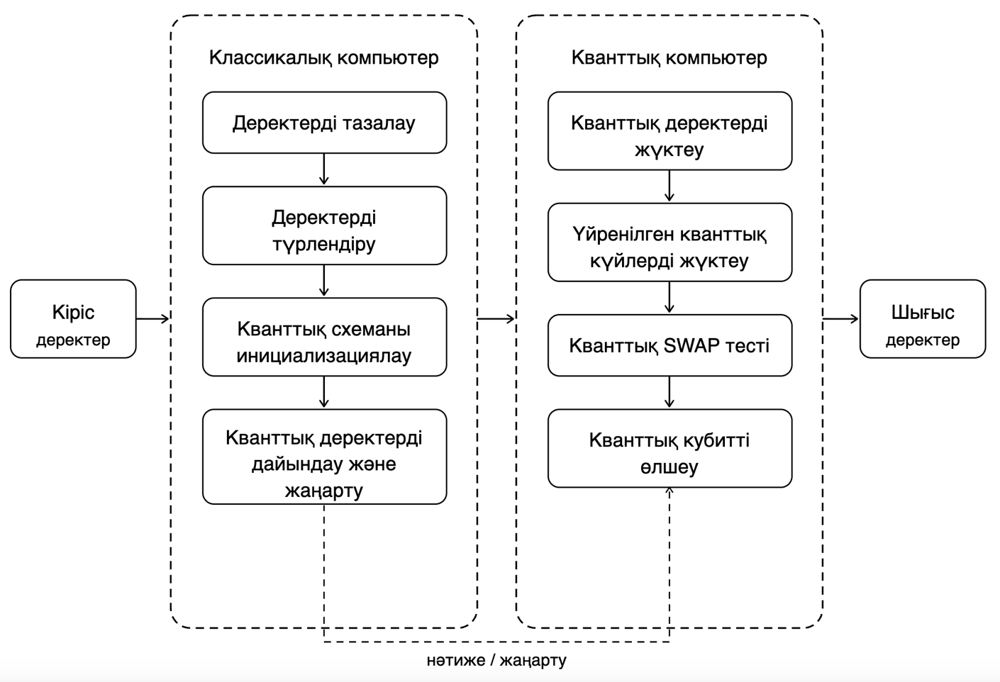 Кіріс
деректер
Классикалық компьютер
Деректерді тазалау
Деректерді
түрлендіру
Кванттық схеманы
инициализациялау
Кванттық деректерді
дайындау және
жаңарту
Кванттық компьютер
Кванттық деректерді
жүктеу
Үйренілген кванттық
күйлерді жүктеу
Кванттық SWAP тесті
Кванттық кубитті
өлшеу
Шығыс
деректер
нәтиже / жаңарту